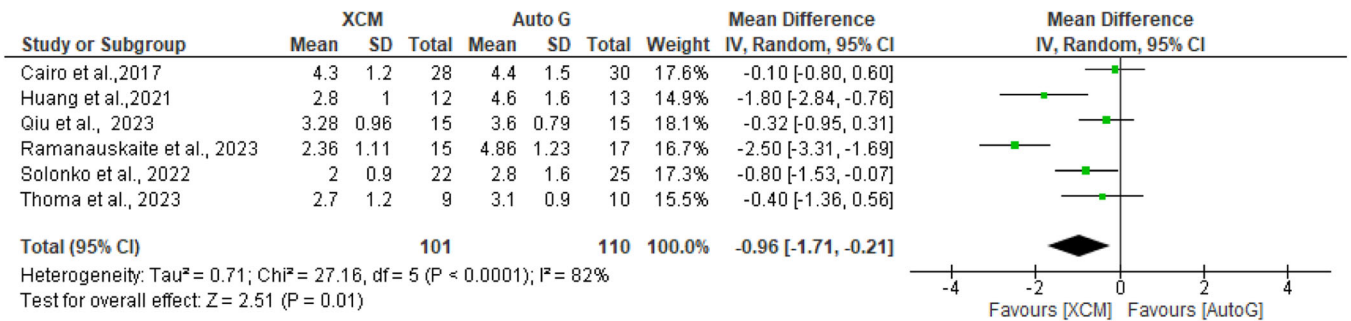 XCM Auto G Mean Difference Mean Difference
Study or Subgroup Mean SD Total Mean SD Total Weight IV, Random, 95% CI IV, Random, 95% CI
Cairo et al.,2017 4.3 1.2 28 4.4 1.5 30 17.6% -0.10 [-0.80, 0.60]
Huang et al.,2021 2.8 1 12 4.6 1.6 13 14.9% -1.80 [-2.84, -0.76]
Qiu et al., 2023 3.28 0.96 15 3.6 0.79 15 18.1% -0.32 [-0.95, 0.31]
Ramanauskaite et al., 2023 2.36 1.11 15 4.86 1.23 17 16.7% -2.50 [-3.31, -1.69]
Solonko et al., 2022 2 0.9 22 2.8 1.6 25 17.3% -0.80 [-1.53, -0.07]
Thoma et al., 2023 2.7 1.2 9 3.1 0.9 10 15.5% -0.40 [-1.36, 0.56]
Total (95% CI) 101 110 100.0% -0.96 [-1.71, -0.21]
Heterogeneity: Tau² = 0.71; Chi² = 27.16, df = 5 (P < 0.0001); I² = 82%
Test for overall effect: Z = 2.51 (P = 0.01)
-4 -2 0 2 4
Favours [XCM] Favours [AutoG]